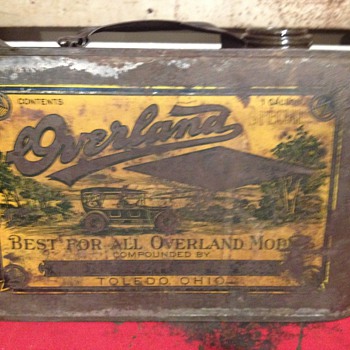 CONTENTS 1 GALLON
Overland
BEST FOR ALL OVERLAND MODELS
COMPOUNDED BY
TOLEDO OHIO